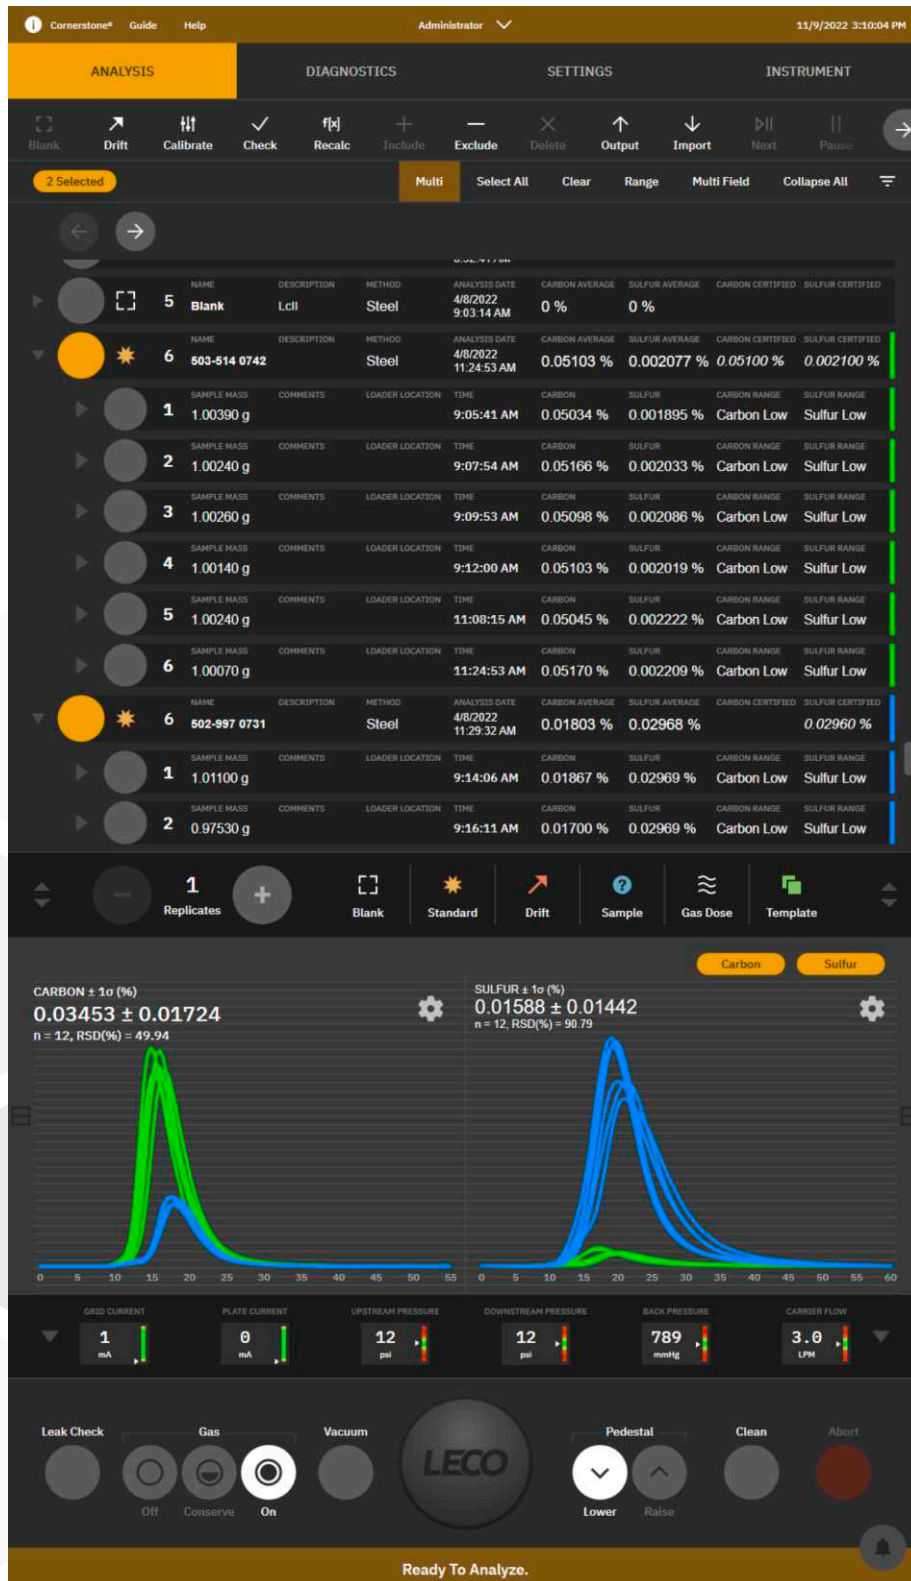 Cornerstone® Guide Help Administrator 11/9/2022 3:10:04 PM
ANALYSIS DIAGNOSTICS SETTINGS INSTRUMENT
f(x)
Blank Drift Calibrate Check Recalc Include Exclude Delete Output Import Next Pause
2 Selected Multi Select All Clear Range Multi Field Collapse All
NAME DESCRIPTION METHOD ANALYSIS DATE CARBON AVERAGE SULFUR AVERAGE CARBON CERTIFIED SULFUR CERTIFIED
5 Blank LcII Steel 4/8/2022 9:03:14 AM 0 % 0 %
NAME DESCRIPTION METHOD ANALYSIS DATE CARBON AVERAGE SULFUR AVERAGE CARBON CERTIFIED SULFUR CERTIFIED
6 503-514 0742 Steel 4/8/2022 11:24:53 AM 0.05103 % 0.002077 % 0.05100 % 0.002100 %
SAMPLE MASS COMMENTS LOADER LOCATION TIME CARBON SULFUR CARBON RANGE SULFUR RANGE
1 1.00390 g 9:05:41 AM 0.05034 % 0.001895 % Carbon Low Sulfur Low
SAMPLE MASS COMMENTS LOADER LOCATION TIME CARBON SULFUR CARBON RANGE SULFUR RANGE
2 1.00240 g 9:07:54 AM 0.05166 % 0.002033 % Carbon Low Sulfur Low
SAMPLE MASS COMMENTS LOADER LOCATION TIME CARBON SULFUR CARBON RANGE SULFUR RANGE
3 1.00260 g 9:09:53 AM 0.05098 % 0.002086 % Carbon Low Sulfur Low
SAMPLE MASS COMMENTS LOADER LOCATION TIME CARBON SULFUR CARBON RANGE SULFUR RANGE
4 1.00140 g 9:12:00 AM 0.05103 % 0.002019 % Carbon Low Sulfur Low
SAMPLE MASS COMMENTS LOADER LOCATION TIME CARBON SULFUR CARBON RANGE SULFUR RANGE
5 1.00240 g 11:08:15 AM 0.05045 % 0.002222 % Carbon Low Sulfur Low
SAMPLE MASS COMMENTS LOADER LOCATION TIME CARBON SULFUR CARBON RANGE SULFUR RANGE
6 1.00070 g 11:24:53 AM 0.05170 % 0.002209 % Carbon Low Sulfur Low
NAME DESCRIPTION METHOD ANALYSIS DATE CARBON AVERAGE SULFUR AVERAGE CARBON CERTIFIED SULFUR CERTIFIED
6 502-997 0731 Steel 4/8/2022 11:29:32 AM 0.01803 % 0.02968 % 0.02960 %
SAMPLE MASS COMMENTS LOADER LOCATION TIME CARBON SULFUR CARBON RANGE SULFUR RANGE
1 1.01100 g 9:14:06 AM 0.01867 % 0.02969 % Carbon Low Sulfur Low
SAMPLE MASS COMMENTS LOADER LOCATION TIME CARBON SULFUR CARBON RANGE SULFUR RANGE
2 0.97530 g 9:16:11 AM 0.01700 % 0.02969 % Carbon Low Sulfur Low
1
Replicates Blank Standard Drift Sample Gas Dose Template
Carbon Sulfur
CARBON ± 1σ (%)
0.03453 ± 0.01724
n = 12, RSD(%) = 49.94
SULFUR ± 1σ (%)
0.01588 ± 0.01442
n = 12, RSD(%) = 90.79
0 5 10 15 20 25 30 35 40 45 50 55
0 5 10 15 20 25 30 35 40 45 50 55 60
GRID CURRENT PLATE CURRENT UPSTREAM PRESSURE DOWNSTREAM PRESSURE BACK PRESSURE CARRIER FLOW
1 0 12 12 789 3.0
mA mA psi psi mmHg LPM
Leak Check Gas Vacuum Pedestal Clean Abort
LECO
Off Conserve On Lower Raise
Ready To Analyze.